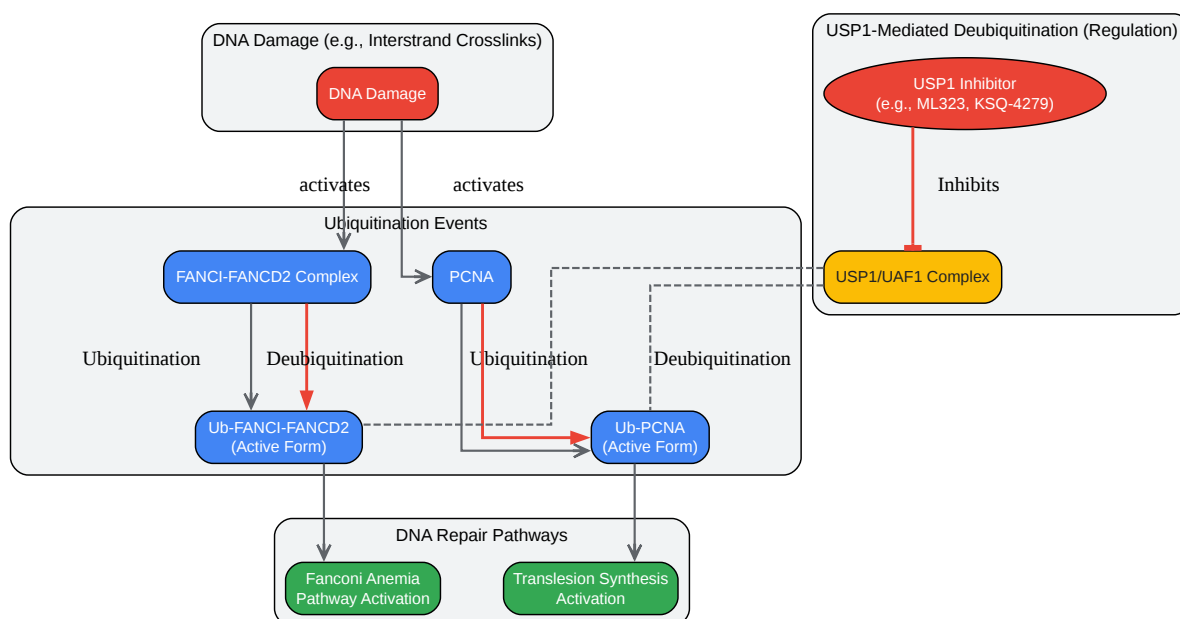 DNA Damage (e.g., Interstrand Crosslinks)
USP1-Mediated Deubiquitination (Regulation)
DNA Damage
USP1 Inhibitor
(e.g., ML323, KSQ-4279)
activates
activates
Inhibits
Ubiquitination Events
FANCI-FANCD2 Complex
PCNA
USP1/UAF1 Complex
Ubiquitination
Deubiquitination
Ubiquitination
Deubiquitination
Ub-FANCI-FANCD2
(Active Form)
Ub-PCNA
(Active Form)
DNA Repair Pathways
Fanconi Anemia
Pathway Activation
Translesion Synthesis
Activation